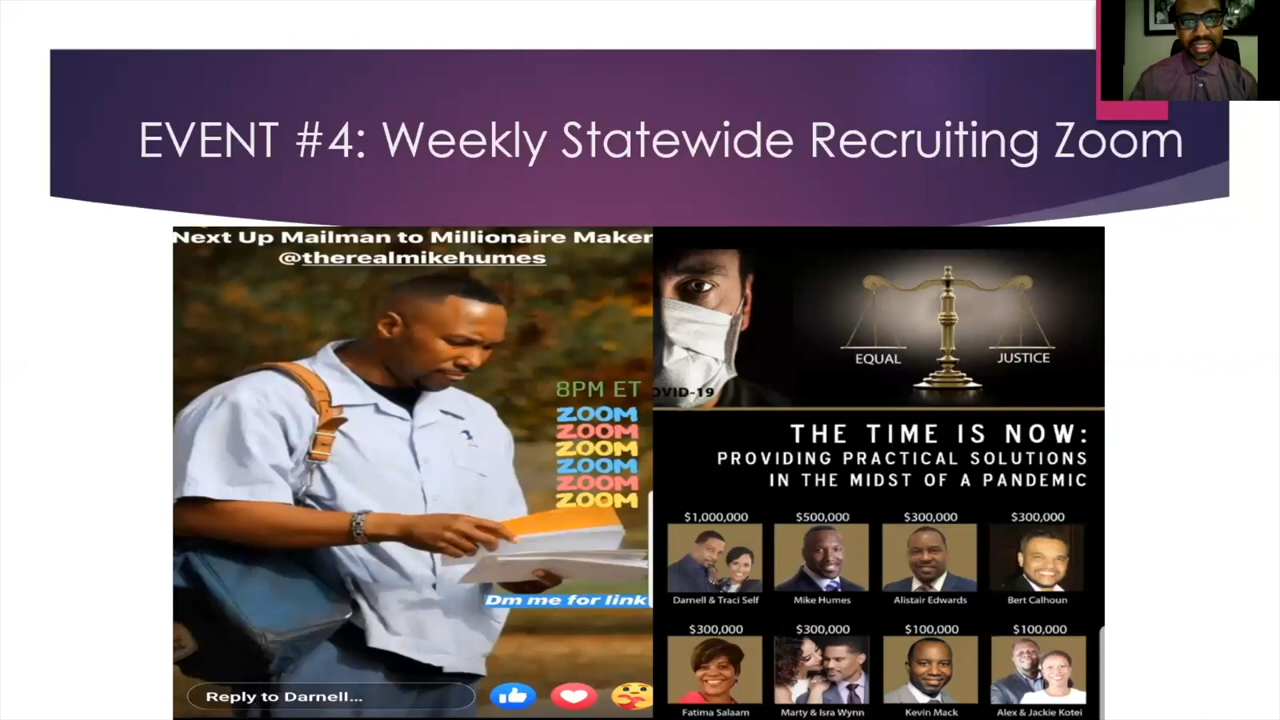 EVENT #4: Weekly Statewide Recruiting Zoom
Next Up Mailman to Millionaire Maker
@therealmikehumes
8PM ET
ZOOM
ZOOM
ZOOM
ZOOM
ZOOM
ZOOM
Dm me for link
Reply to Darnell...
EQUAL JUSTICE
OVID-19
THE TIME IS NOW:
PROVIDING PRACTICAL SOLUTIONS
IN THE MIDST OF A PANDEMIC
$1,000,000 $500,000 $300,000 $300,000
Darnell & Traci Self Mike Humes Alistair Edwards Bert Calhoun
$300,000 $300,000 $100,000 $100,000
Fatima Salaam Marty & Isra Wynn Kevin Mack Alex & Jackie Kotei